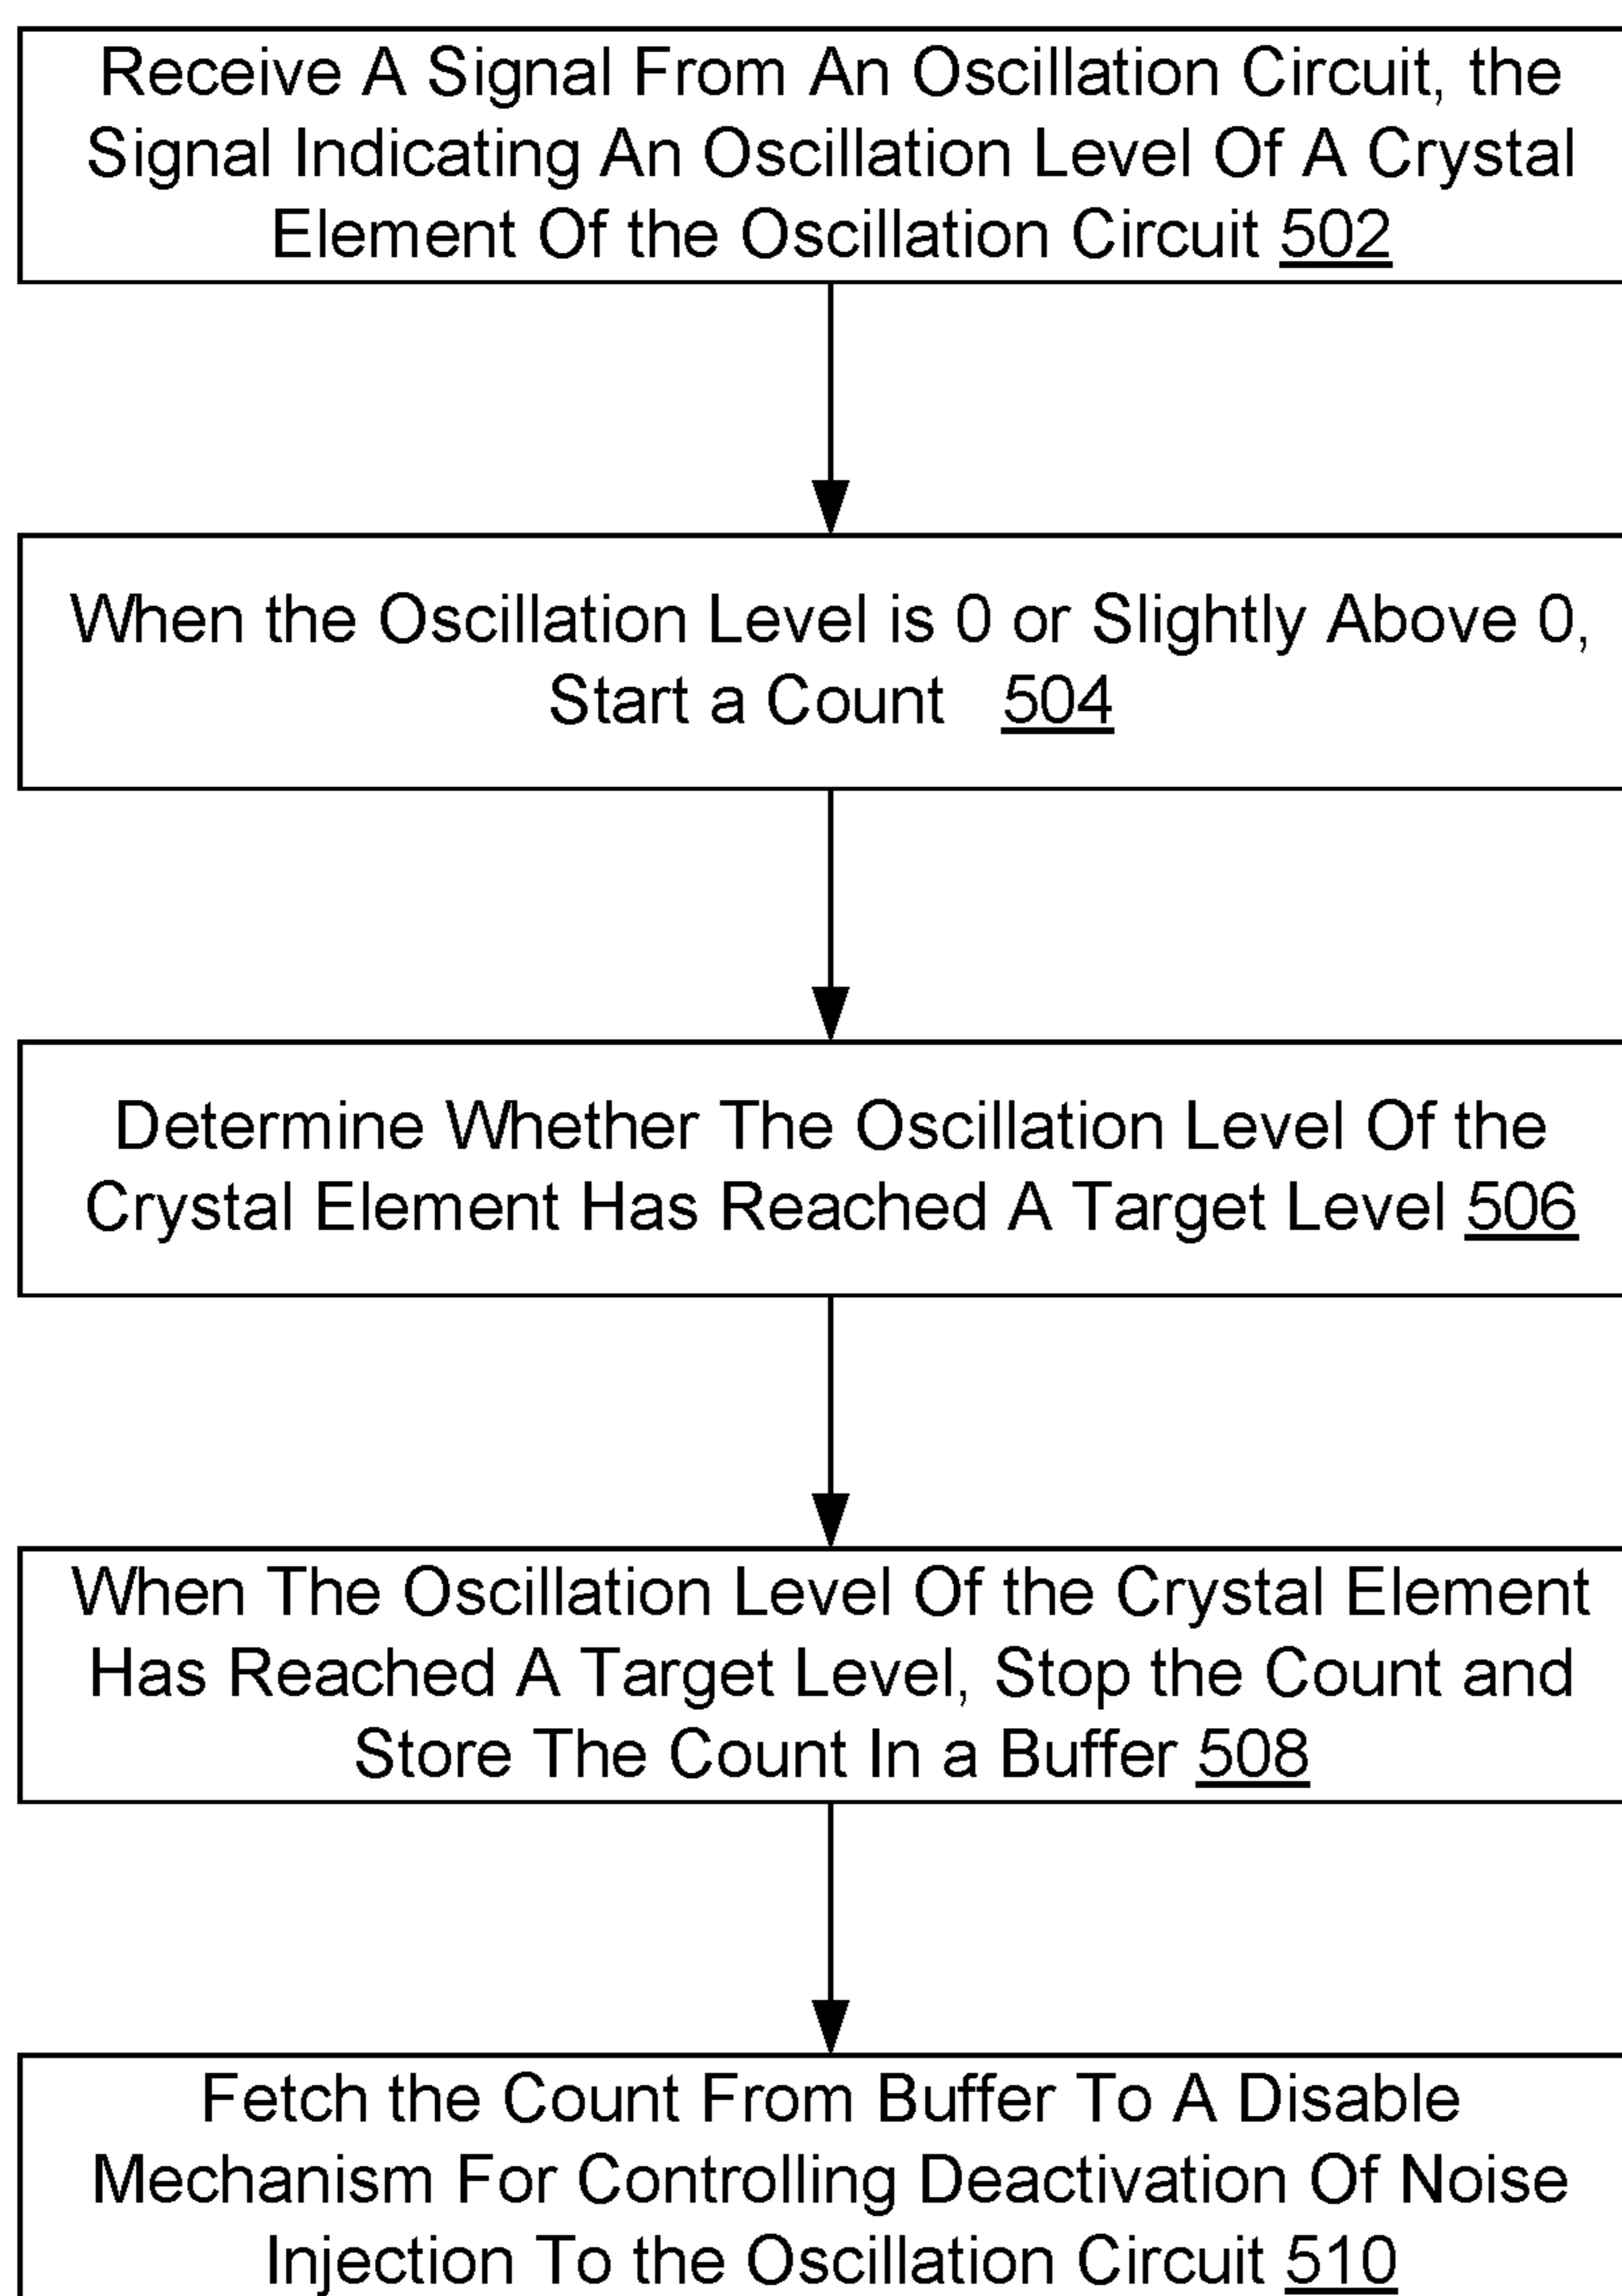 Receive A Signal From An Oscillation Circuit, the
Signal Indicating An Oscillation Level Of A Crystal
Element Of the Oscillation Circuit 502
When the Oscillation Level is 0 or Slightly Above 0,
Start a Count 504
Determine Whether The Oscillation Level Of the
Crystal Element Has Reached A Target Level 506
When The Oscillation Level Of the Crystal Element
Has Reached A Target Level, Stop the Count and
Store The Count In a Buffer 508
Fetch the Count From Buffer To A Disable
Mechanism For Controlling Deactivation Of Noise
Injection To the Oscillation Circuit 510